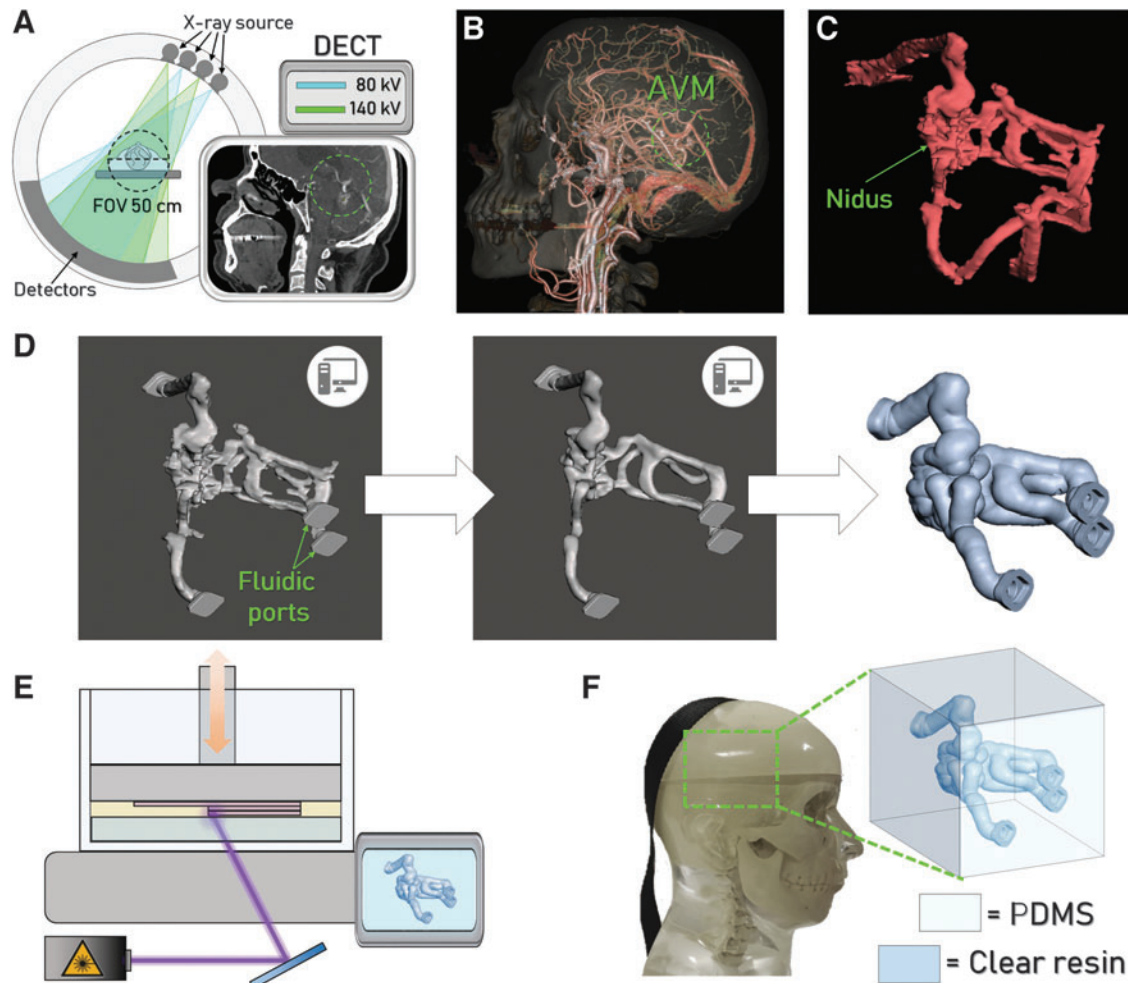 A
X-ray source
DECT
80 kV
140 kV
FOV 50 cm
Detectors
B
AVM
C
Nidus
D
Fluidic
ports
E
F
= PDMS
= Clear resin